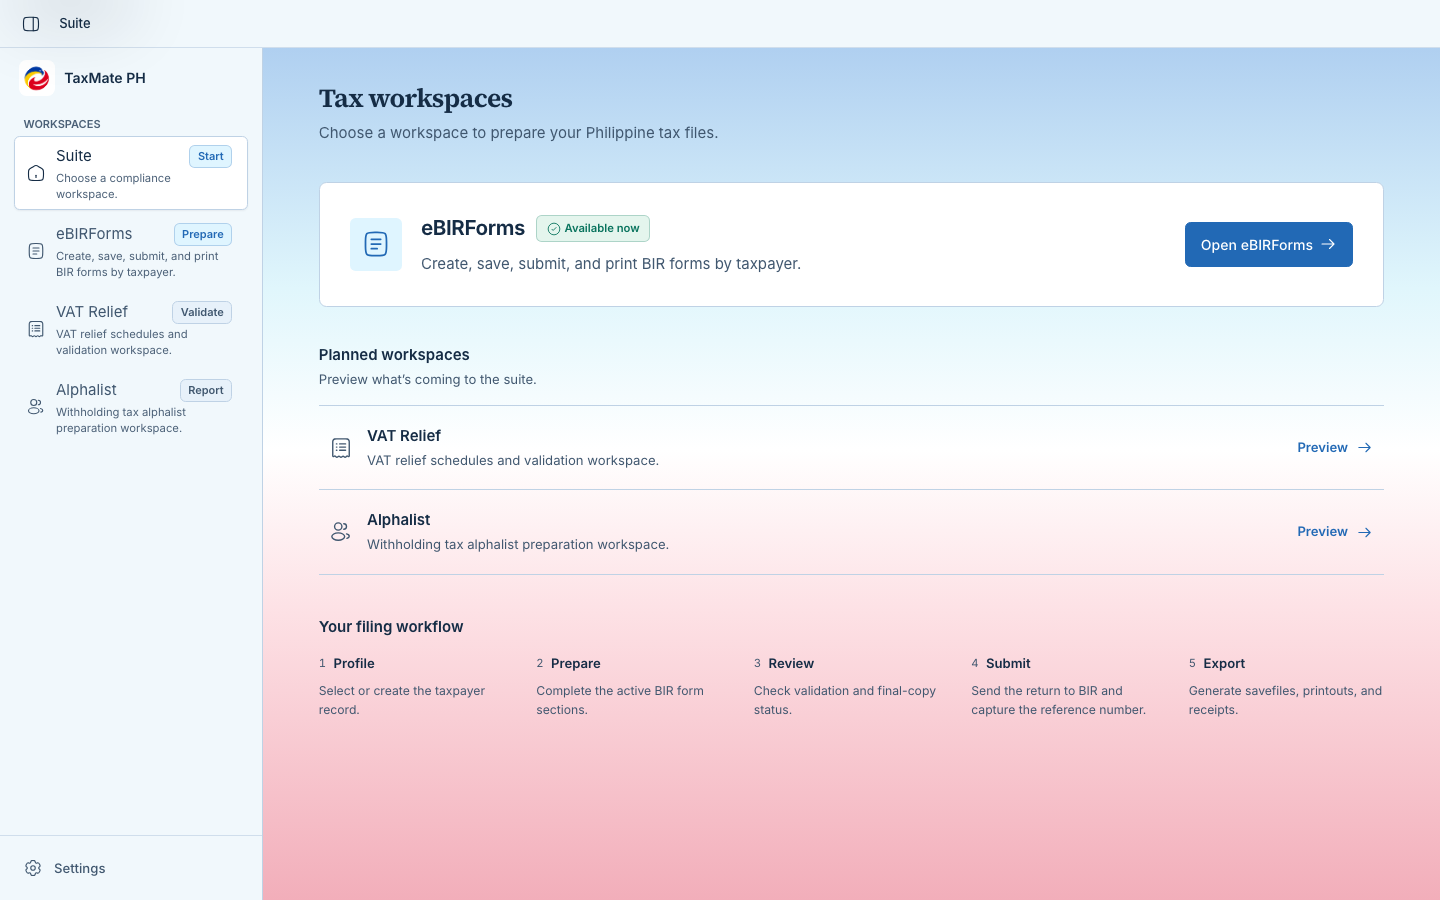 Suite
TaxMate PH
WORKSPACES
Suite
Start
Choose a compliance
workspace.
eBIRForms
Prepare
Create, save, submit, and print
BIR forms by taxpayer.
VAT Relief
Validate
VAT relief schedules and
validation workspace.
Alphalist
Report
Withholding tax alphalist
preparation workspace.
Settings
Tax workspaces
Choose a workspace to prepare your Philippine tax files.
eBIRForms
Available now
Create, save, submit, and print BIR forms by taxpayer.
Open eBIRForms
Planned workspaces
Preview what's coming to the suite.
VAT Relief
VAT relief schedules and validation workspace.
Preview
Alphalist
Withholding tax alphalist preparation workspace.
Preview
Your filing workflow
1 Profile
Select or create the taxpayer
record.
2 Prepare
Complete the active BIR form
sections.
3 Review
Check validation and final-copy
status.
4 Submit
Send the return to BIR and
capture the reference number.
5 Export
Generate savefiles, printouts, and
receipts.